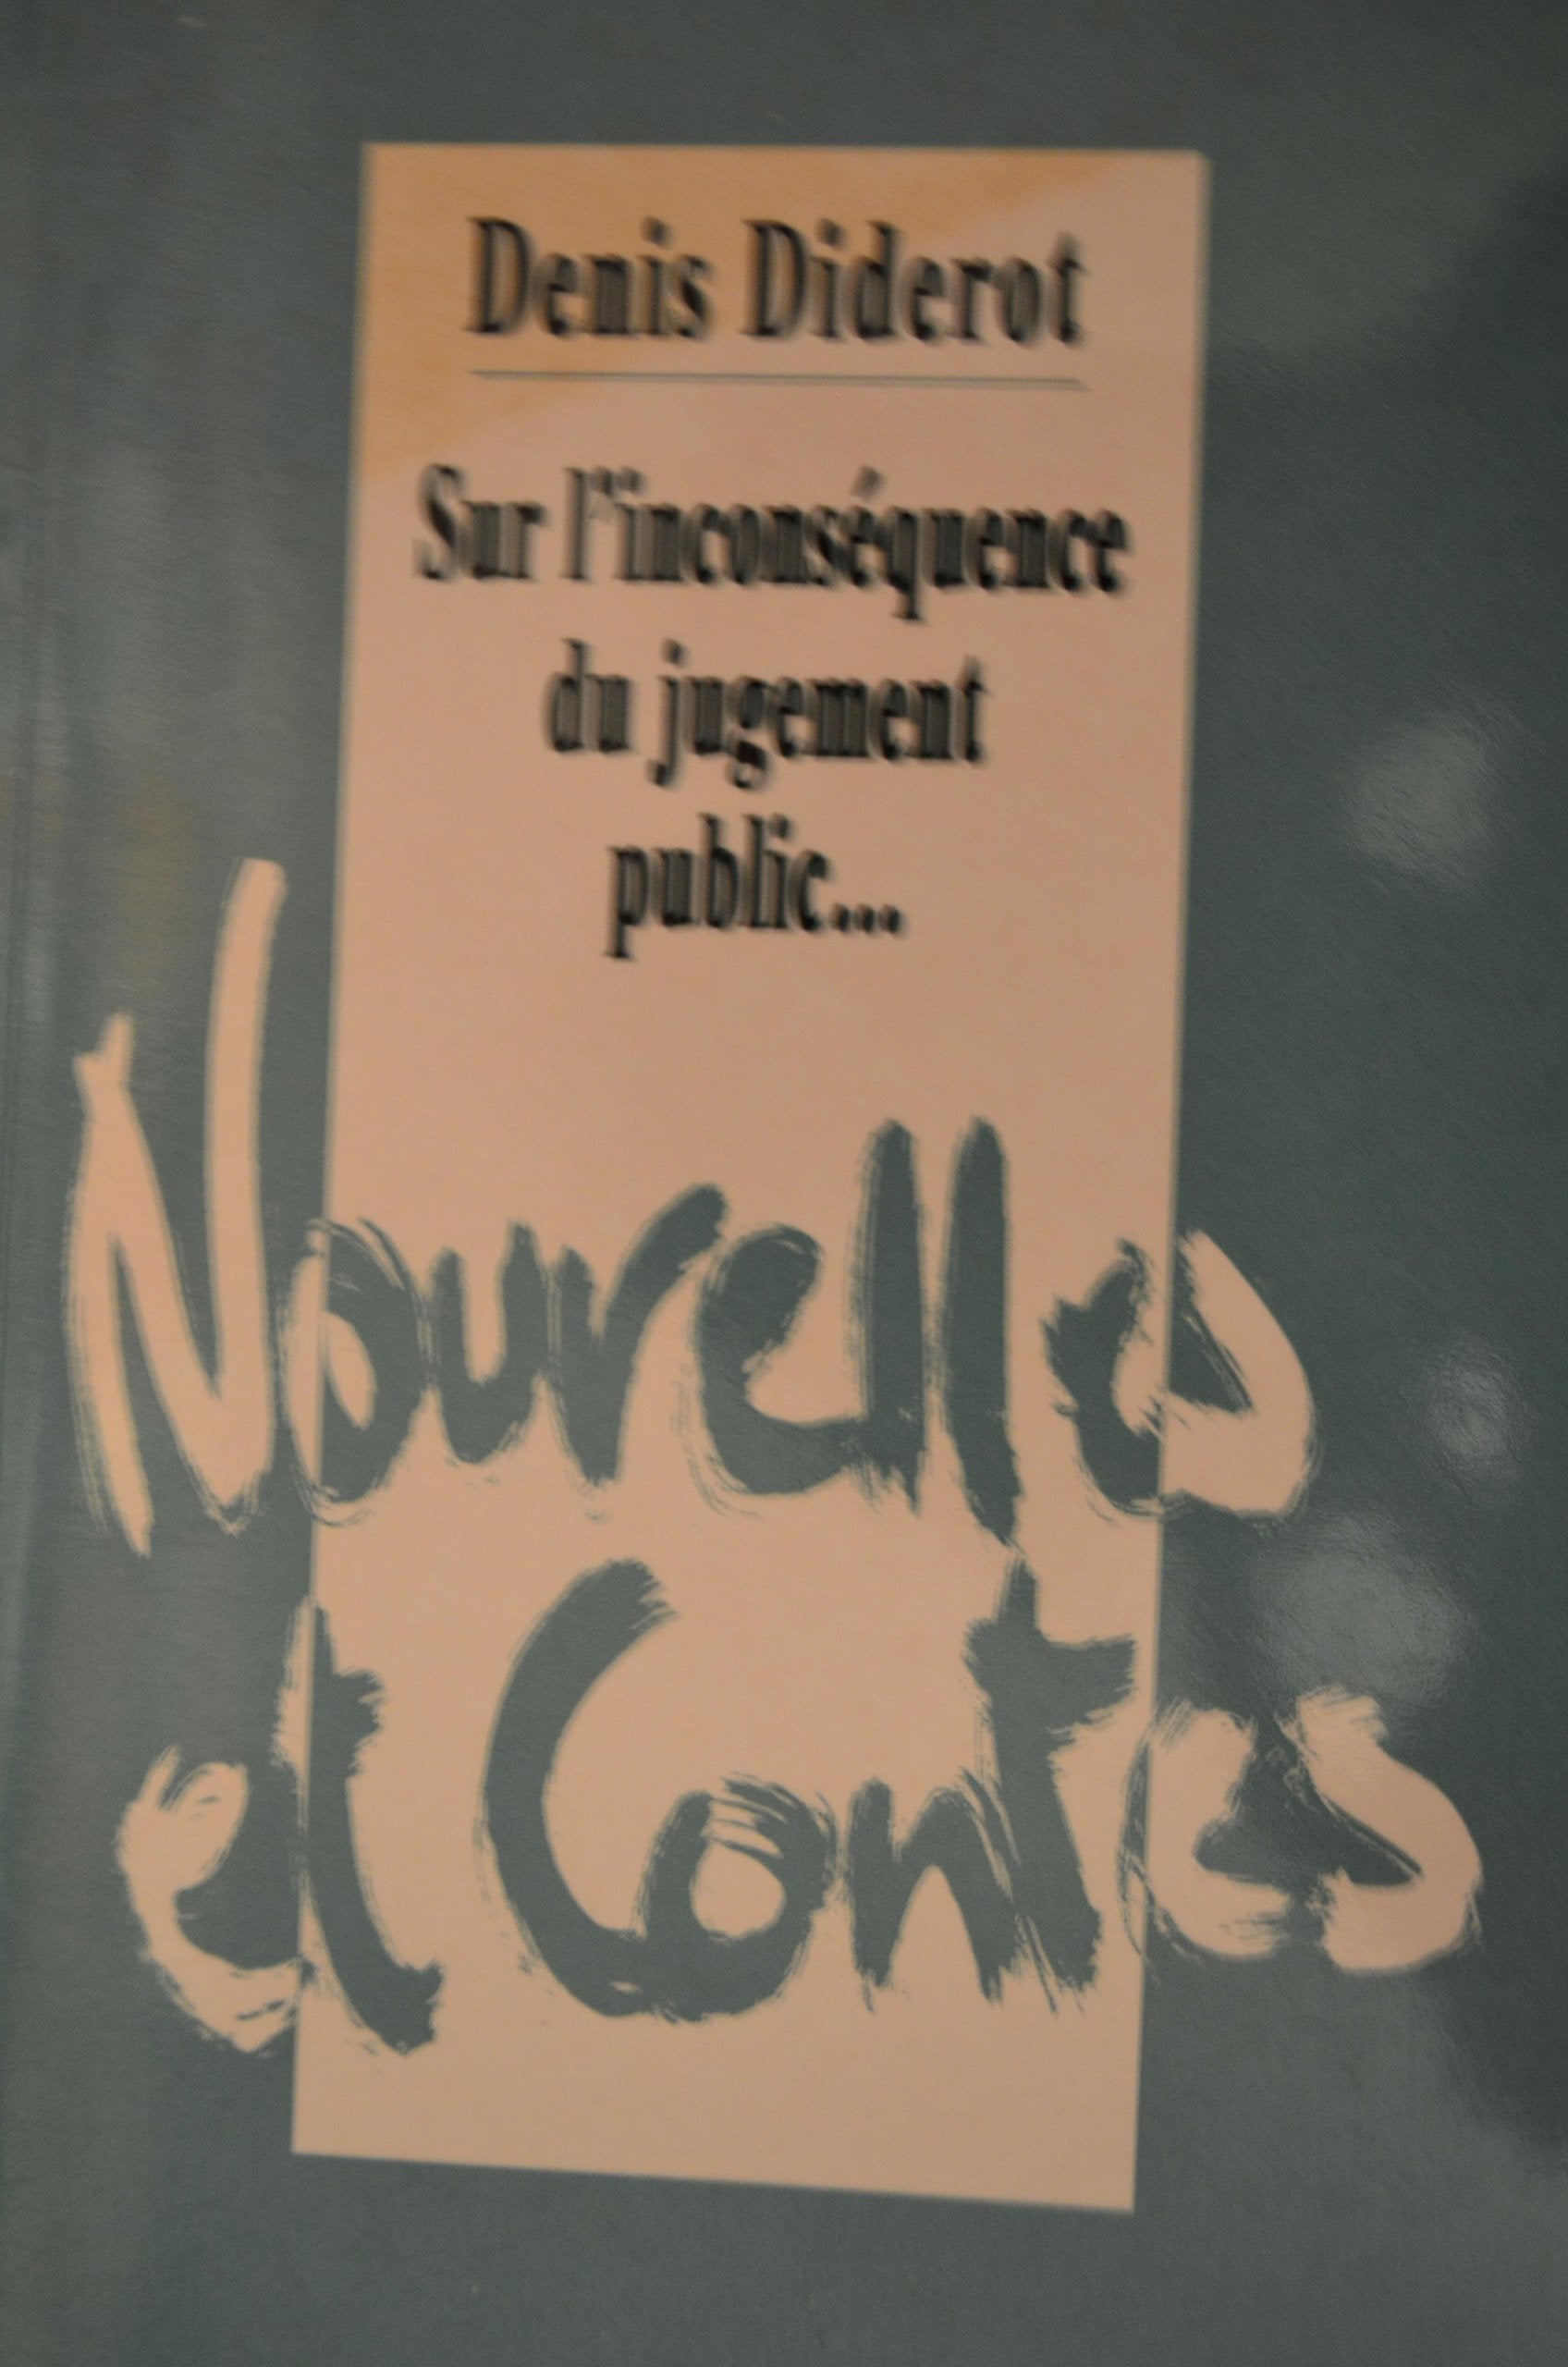 Denis Diderot
Sur l'inconséquence
du jugement
public...
Nouvelles
et Contes